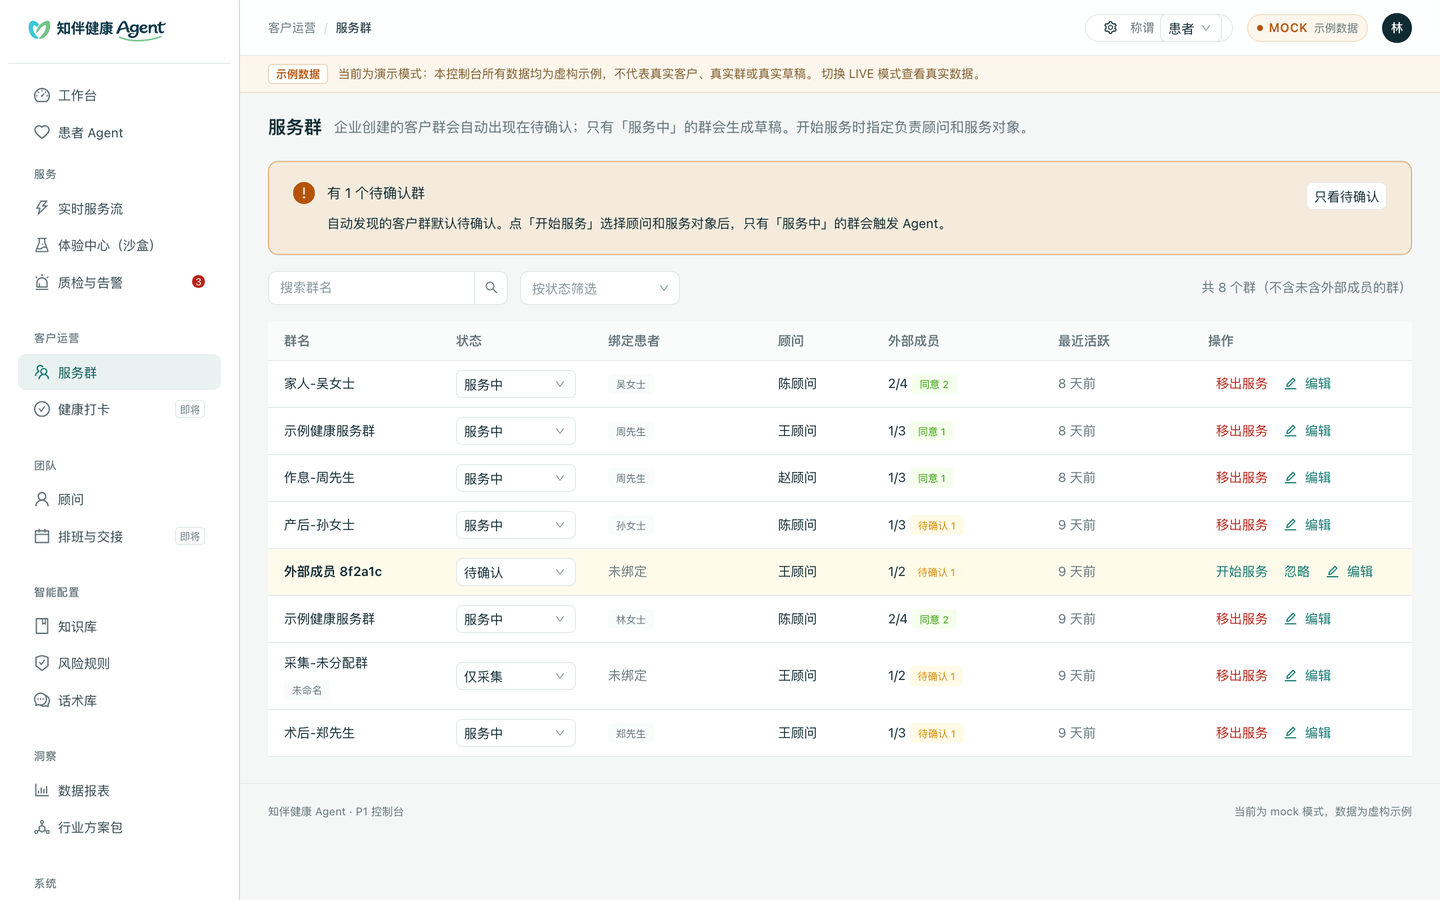 知伴健康 Agent
客户运营 / 服务群
称谓 患者
MOCK 示例数据
林
示例数据 当前为演示模式：本控制台所有数据均为虚构示例，不代表真实客户、真实群或真实草稿。 切换 LIVE 模式查看真实数据。
工作台
患者 Agent
服务
实时服务流
体验中心（沙盒）
质检与告警 3
客户运营
服务群
健康打卡 即将
团队
顾问
排班与交接 即将
智能配置
知识库
风险规则
话术库
洞察
数据报表
行业方案包
系统
服务群 企业创建的客户群会自动出现在待确认；只有「服务中」的群会生成草稿。开始服务时指定负责顾问和服务对象。
! 有 1 个待确认群
自动发现的客户群默认待确认。点「开始服务」选择顾问和服务对象后，只有「服务中」的群会触发 Agent。
只看待确认
搜索群名 按状态筛选 共 8 个群（不含未含外部成员的群）
群名 状态 绑定患者 顾问 外部成员 最近活跃 操作
家人-吴女士 服务中 吴女士 陈顾问 2/4 同意 2 8 天前 移出服务 编辑
示例健康服务群 服务中 周先生 王顾问 1/3 同意 1 8 天前 移出服务 编辑
作息-周先生 服务中 周先生 赵顾问 1/3 同意 1 8 天前 移出服务 编辑
产后-孙女士 服务中 孙女士 陈顾问 1/3 待确认 1 9 天前 移出服务 编辑
外部成员 8f2a1c 待确认 未绑定 王顾问 1/2 待确认 1 9 天前 开始服务 忽略 编辑
示例健康服务群 服务中 林女士 陈顾问 2/4 同意 2 9 天前 移出服务 编辑
采集-未分配群 仅采集 未绑定 王顾问 1/2 待确认 1 9 天前 移出服务 编辑
未命名
术后-郑先生 服务中 郑先生 王顾问 1/3 待确认 1 9 天前 移出服务 编辑
知伴健康 Agent · P1 控制台
当前为 mock 模式，数据为虚构示例